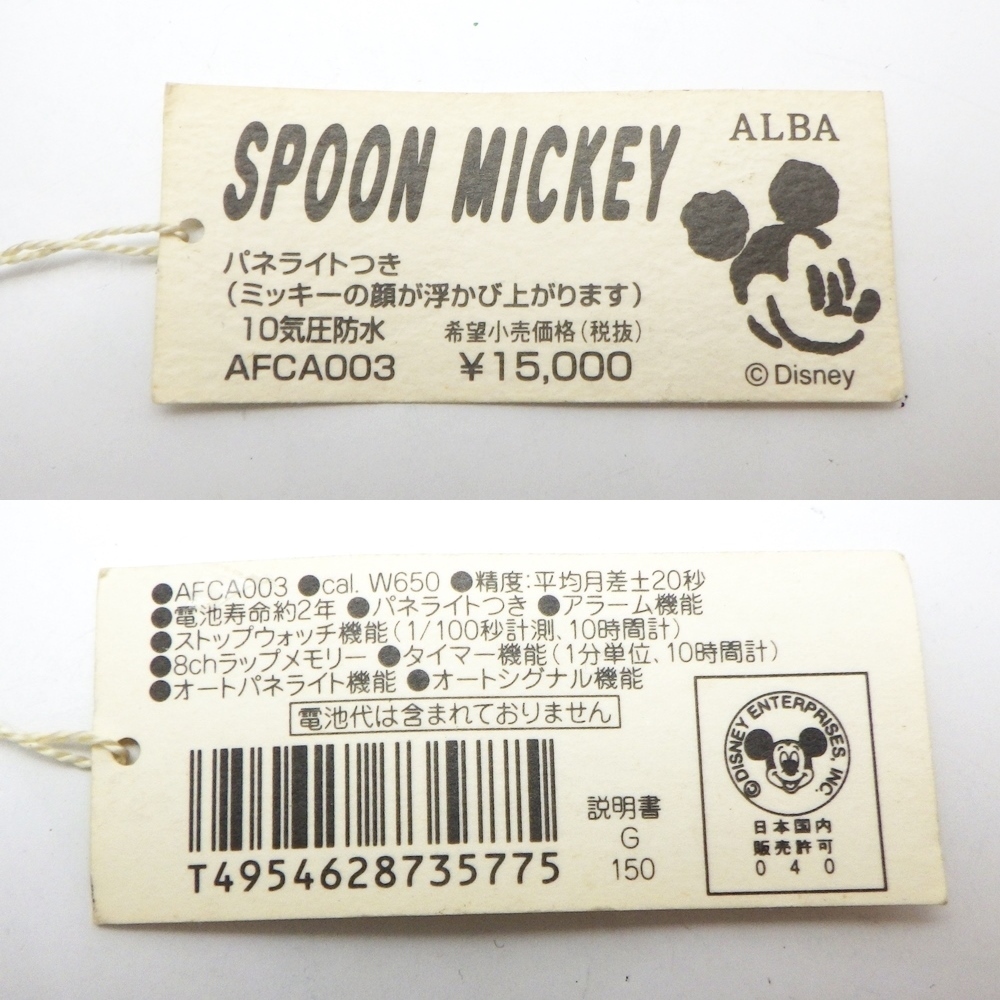 SPOON MICKEY
ALBA
パネライトつき
(ミッキーの顔が浮かび上がります)
10気圧防水 希望小売価格(税抜)
AFCA003 ¥15,000
©Disney
●AFCA003 ●cal. W650 ●精度:平均月差±20秒
●電池寿命約2年 ●パネライトつき ●アラーム機能
●ストップウォッチ機能(1/100秒計測、10時間計)
●8chラップメモリー ●タイマー機能(1分単位、10時間計)
●オートパネライト機能 ●オートシグナル機能
電池代は含まれておりません
T4954628735775
説明書
G
150
©DISNEY ENTERPRISES, INC.
日本国内
販売許可
040